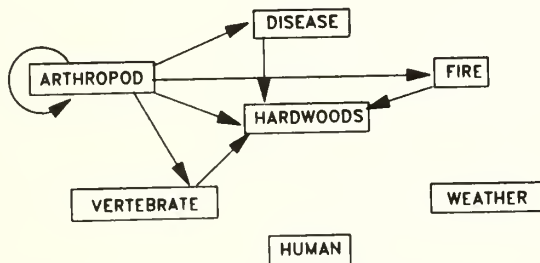 DISEASE
ARTHROPOD
FIRE
HARDWOODS
VERTEBRATE
WEATHER
HUMAN